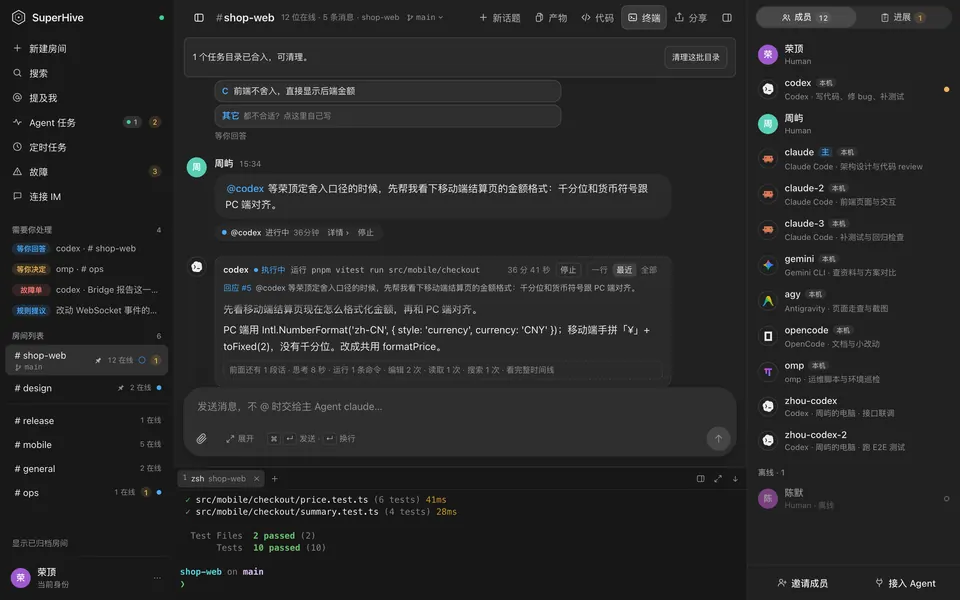 SuperHive
新建房间
搜索
提及我
Agent 任务 1 2
定时任务
故障 3
连接 IM
需要你处理 4
等你回答 codex · # shop-web
等你决定 omp · # ops
故障单 codex · Bridge 报告这一...
规则提议 改动 WebSocket 事件的...
房间列表 6
# shop-web 12 在线 1
main
# design 2 在线
# release 1 在线
# mobile 5 在线
# general 2 在线
# ops 1 在线 1
显示已归档房间
荣 荣顶
当前身份
#shop-web 12 位在线 · 5 条消息 · shop-web main
新话题 产物 代码 终端 分享
1 个任务目录已合入，可清理。 清理这批目录
C 前端不舍入，直接显示后端金额
其它 都不合适？点这里自己写
等你回答
周 周屿 15:34
@codex 等荣顶定舍入口径的时候，先帮我看下移动端结算页的金额格式：千分位和货币符号跟
PC 端对齐。
@codex 进行中 36分钟 详情 › 停止
codex 执行中 运行 pnpm vitest run src/mobile/checkout 36 分 41 秒 停止 一行 最近 全部
回应 #5 @codex 等荣顶定舍入口径的时候，先帮我看下移动端结算页的金额格式：千分位和货币符号跟 PC 端对齐。
先看移动端结算页现在怎么格式化金额，再和 PC 端对齐。
PC 端用 Intl.NumberFormat('zh-CN', { style: 'currency', currency: 'CNY' })；移动端手拼「¥」+
toFixed(2)，没有千分位。改成共用 formatPrice。
前面还有 1 段话 · 思考 8 秒 · 运行 1 条命令 · 编辑 2 次 · 读取 1 次 · 搜索 1 次 · 看完整时间线
发送消息，不 @ 时交给主 Agent claude...
展开 ⌘ ↩ 发送 · ↩ 换行
1 zsh shop-web × +
✓ src/mobile/checkout/price.test.ts (6 tests) 41ms
✓ src/mobile/checkout/summary.test.ts (4 tests) 28ms
Test Files 2 passed (2)
Tests 10 passed (10)
shop-web on main
❯
成员 12 进展 1
荣 荣顶
Human
codex 本机
Codex · 写代码、修 bug、补测试
周 周屿
Human
claude 主 本机
Claude Code · 架构设计与代码 review
claude-2 本机
Claude Code · 前端页面与交互
claude-3 本机
Claude Code · 补测试与回归检查
gemini 本机
Gemini CLI · 查资料与方案对比
agy 本机
Antigravity · 页面走查与截图
opencode 本机
OpenCode · 文档与小改动
omp 本机
omp · 运维脚本与环境巡检
zhou-codex
Codex · 周屿的电脑 · 接口联调
zhou-codex-2
Codex · 周屿的电脑 · 跑 E2E 测试
离线 · 1
陈 陈默
Human · 离线
邀请成员 接入 Agent